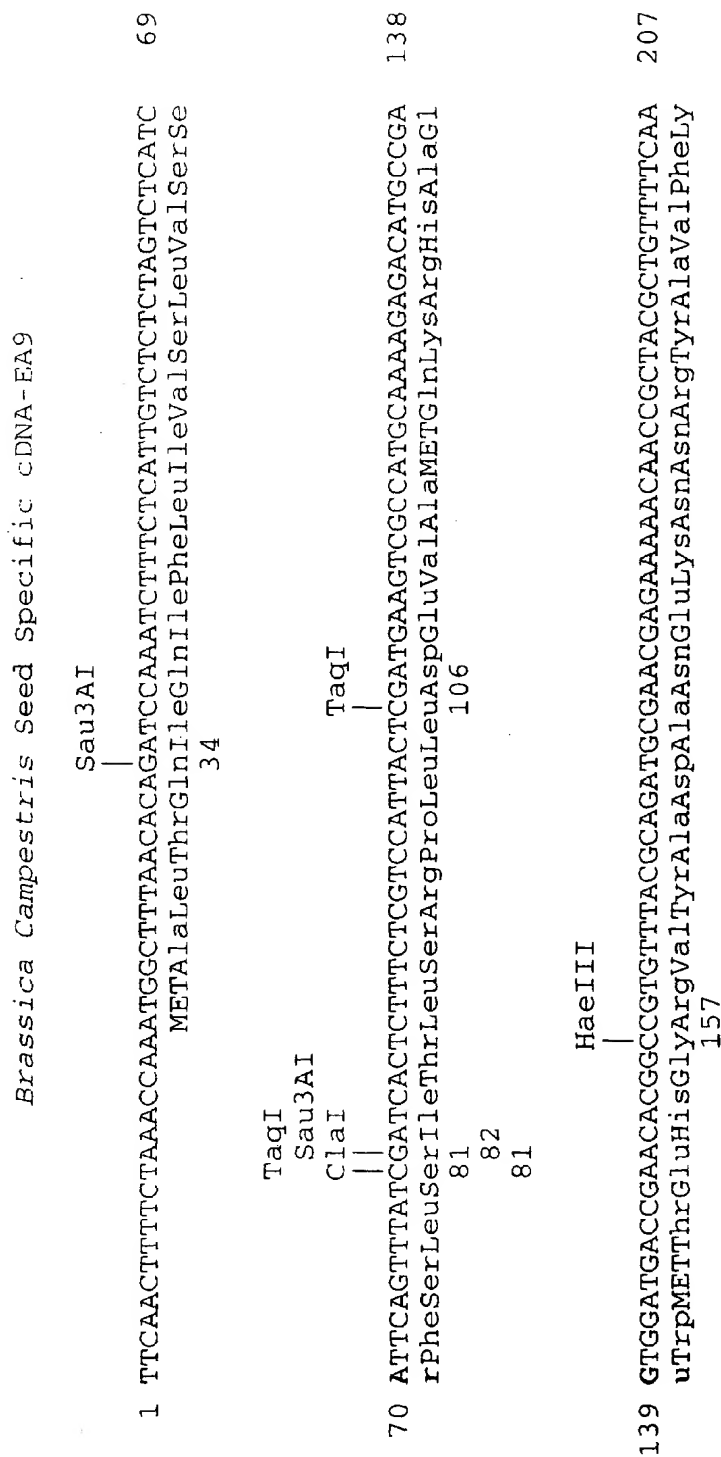 Brassica Campestris Seed Specific cDNA-EA9
Sau3AI
1 TTCAACTTTTCTAAACCAAATGGCTTTAACACAGATCCAAATCTTTCTCATTGTCTCTCTAGTCTCATC 69
METAlaLeuThrGlnIleGlnIlePheLeuIleValSerLeuValSerSe
34
TaqI
Sau3AI
ClaI TaqI
70 ATTCAGTTTATCGATCACTCTTTCTCGTCCATTACTCGATGAAGTCGCCATGCAAAAGAGACATGCCGA 138
rPheSerLeuSerIleThrLeuSerArgProLeuLeuAspGluValAlaMETGlnLysArgHisAlaGl
81 106
82
81
HaeIII
139 GTGGATGACCGAACACGGCCGTGTTTACGCAGATGCGAACGAGAAAAACAACCGCTACGCTGTTTTCAA 207
uTrpMETThrGluHisGlyArgValTyrAlaAspAlaAsnGluLysAsnAsnArgTyrAlaValPheLy
157